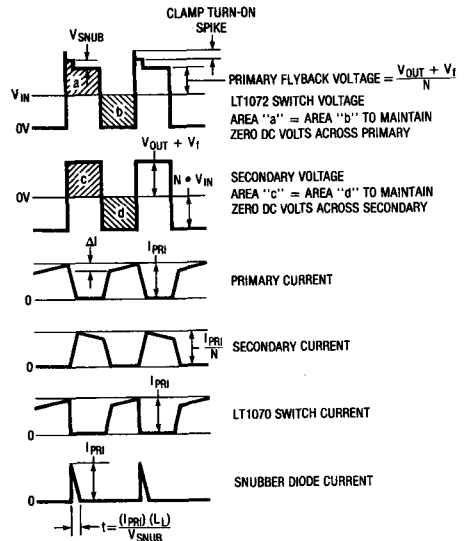 CLAMP TURN-ON
SPIKE
VSNUB
a
b
VIN
0V
PRIMARY FLYBACK VOLTAGE = VOUT + Vf / N
LT1072 SWITCH VOLTAGE
AREA "a" = AREA "b" TO MAINTAIN
ZERO DC VOLTS ACROSS PRIMARY
VOUT + Vf
c
d
N • VIN
0V
SECONDARY VOLTAGE
AREA "c" = AREA "d" TO MAINTAIN
ZERO DC VOLTS ACROSS SECONDARY
ΔI
IPRI
0
PRIMARY CURRENT
0
IPRI / N
SECONDARY CURRENT
IPRI
0
LT1070 SWITCH CURRENT
IPRI
0
SNUBBER DIODE CURRENT
t = (IPRI) (LL) / VSNUB